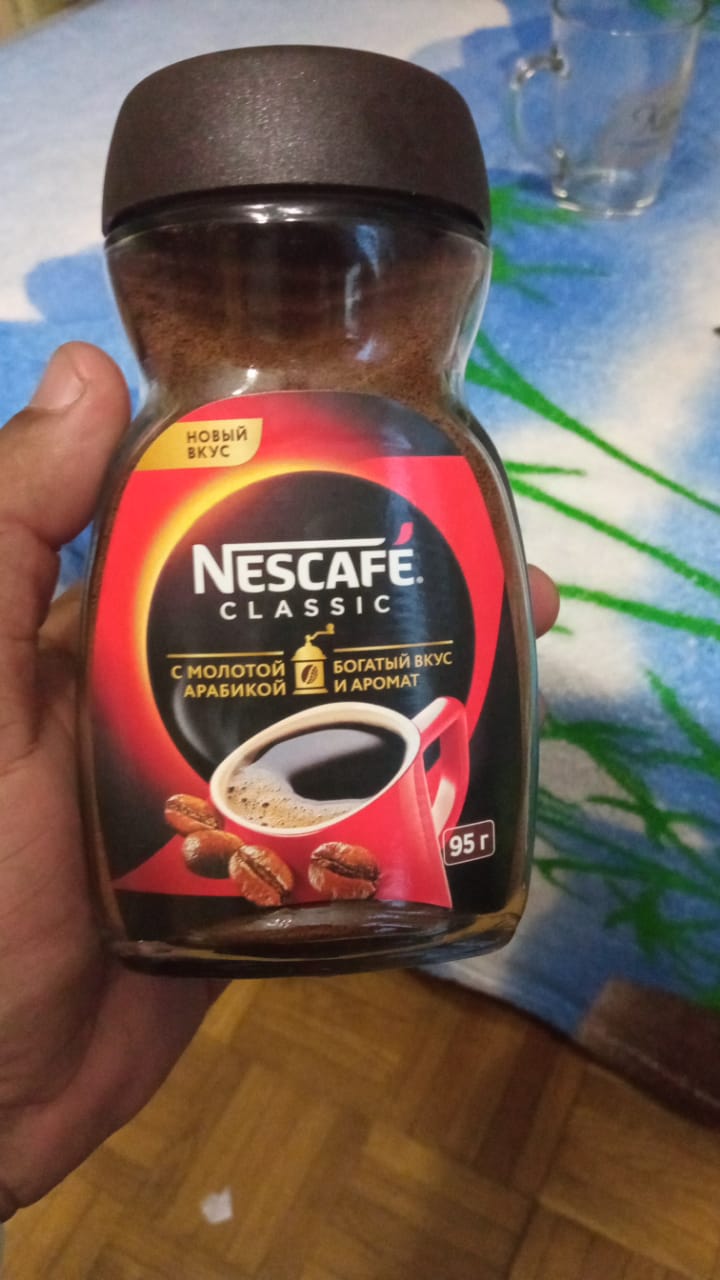 НОВЫЙ
ВКУС
NESCAFÉ.
CLASSIC
С МОЛОТОЙ
АРАБИКОЙ
БОГАТЫЙ ВКУС
И АРОМАТ
95 г